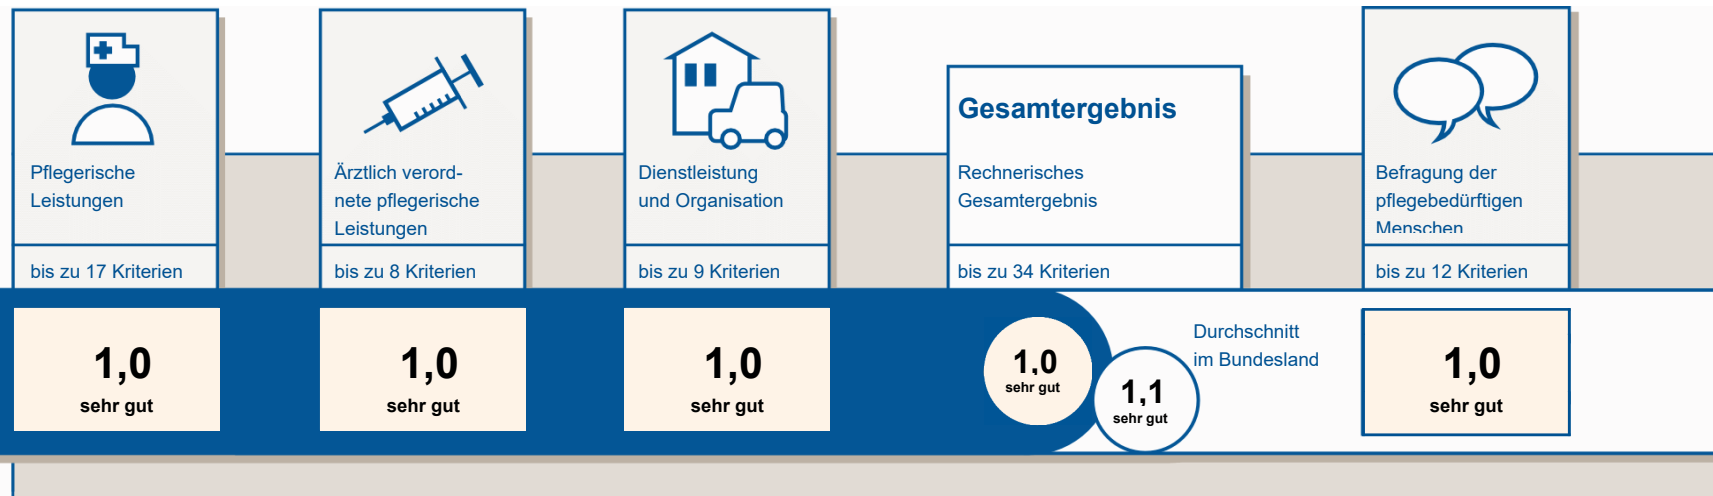 Pflegerische
Leistungen
bis zu 17 Kriterien
1,0
sehr gut
Ärztlich verord-
nete pflegerische
Leistungen
bis zu 8 Kriterien
1,0
sehr gut
Dienstleistung
und Organisation
bis zu 9 Kriterien
1,0
sehr gut
Gesamtergebnis
Rechnerisches
Gesamtergebnis
bis zu 34 Kriterien
1,0
sehr gut
1,1
sehr gut
Durchschnitt
im Bundesland
Befragung der
pflegebedürftigen
Menschen
bis zu 12 Kriterien
1,0
sehr gut